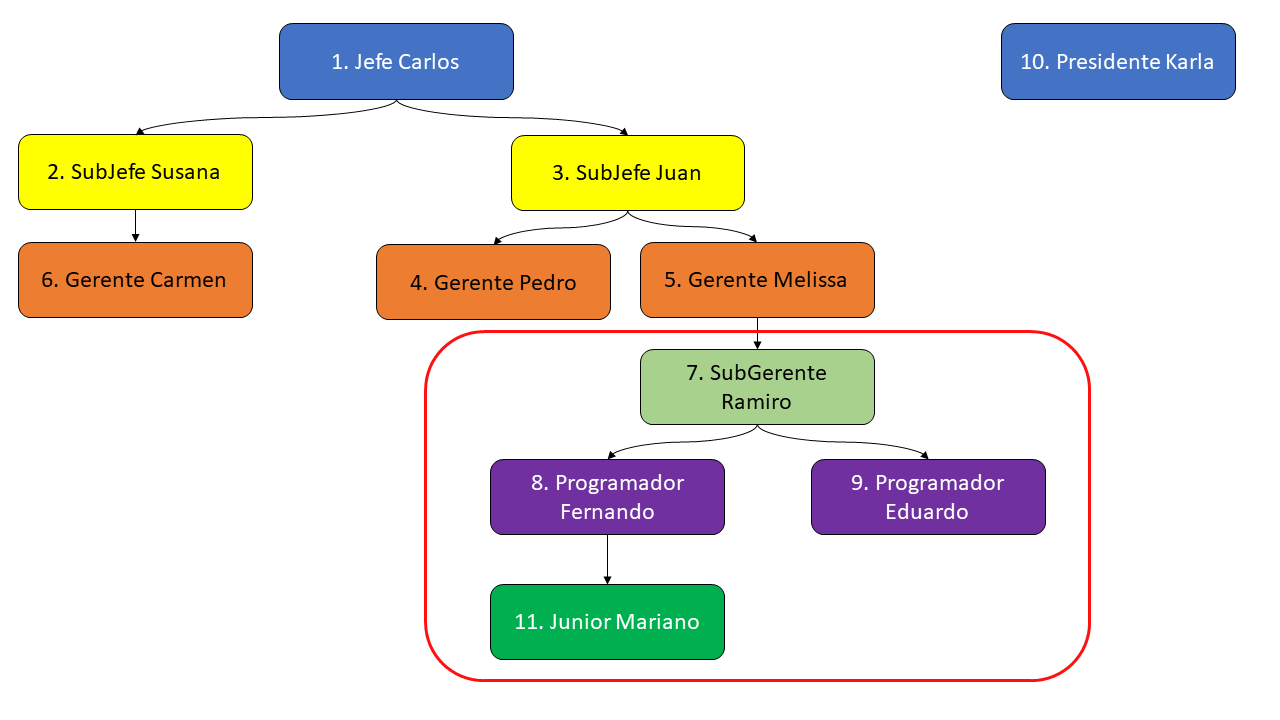 1. Jefe Carlos
10. Presidente Karla
2. SubJefe Susana
3. SubJefe Juan
6. Gerente Carmen
4. Gerente Pedro
5. Gerente Melissa
7. SubGerente
Ramiro
8. Programador
Fernando
9. Programador
Eduardo
11. Junior Mariano